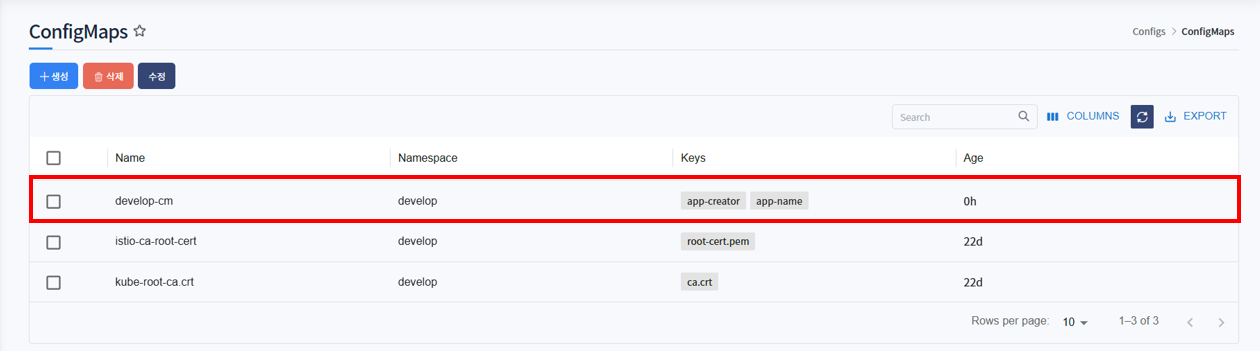 ConfigMaps
Configs > ConfigMaps
+ 생성 삭제 수정
Search COLUMNS EXPORT
Name Namespace Keys Age
develop-cm develop app-creator app-name 0h
istio-ca-root-cert develop root-cert.pem 22d
kube-root-ca.crt develop ca.crt 22d
Rows per page: 10 1–3 of 3